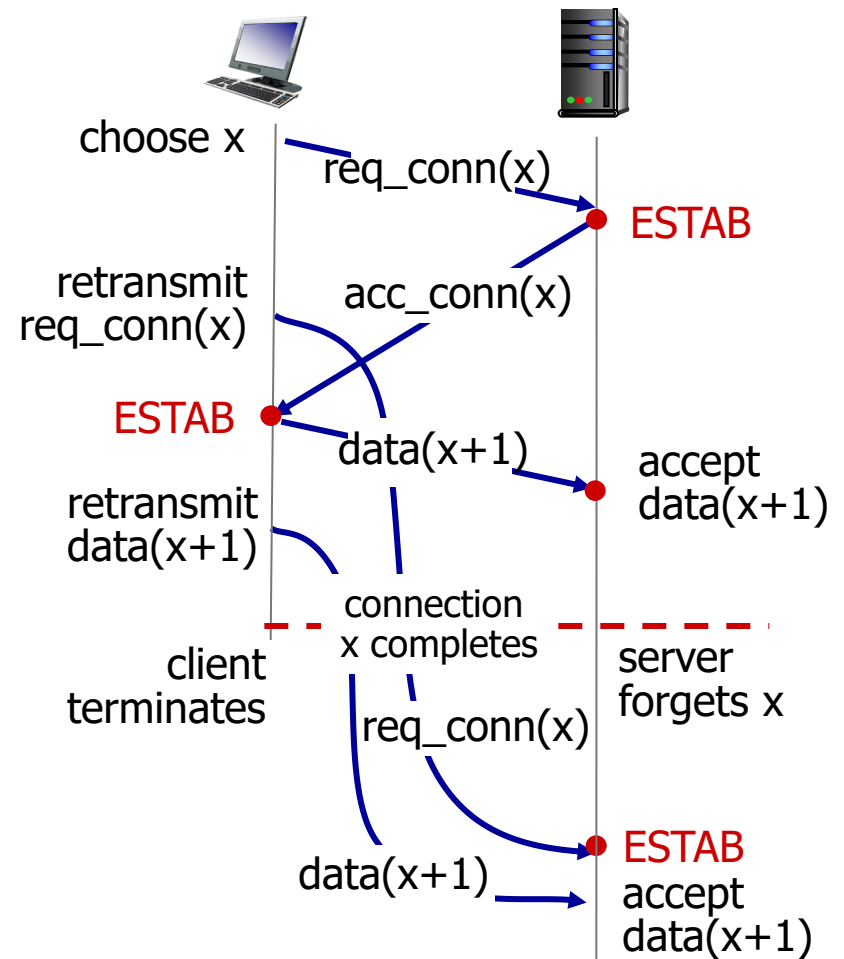 choose x
req_conn(x)
ESTAB
retransmit
req_conn(x)
acc_conn(x)
ESTAB
data(x+1)
accept
data(x+1)
retransmit
data(x+1)
connection
x completes
client
terminates
server
forgets x
req_conn(x)
ESTAB
data(x+1)
accept
data(x+1)